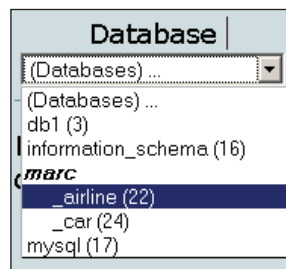 Database
(Databases) ...
(Databases) ...
db1 (3)
information_schema (16)
marc
_airline (22)
_car (24)
mysql (17)